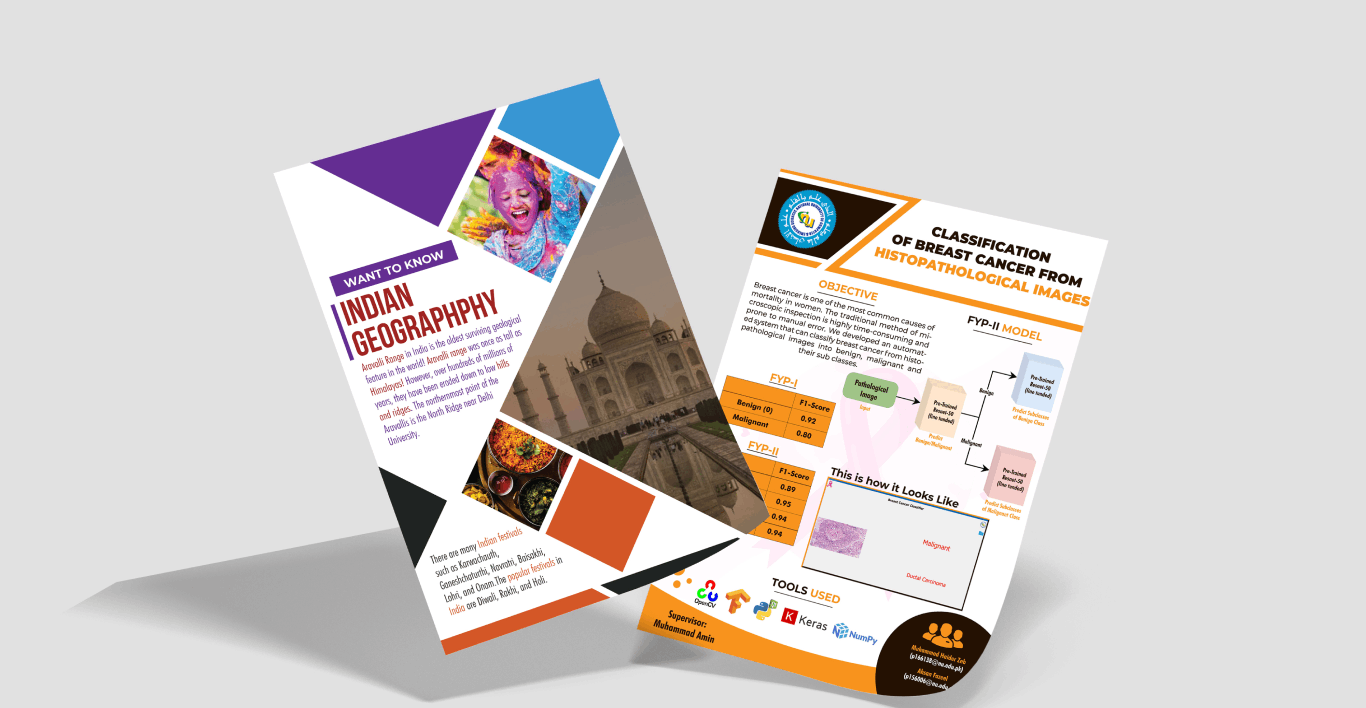 WANT TO KNOW
INDIAN
GEOGRAPHPHY
Aravalli Range in India is the oldest surviving geological
feature in the world! Aravalli range was once as tall as
Himalayas! However, over hundreds of millions of
years, they have been eroded down to low hills
and ridges. The northernmost point of the
Aravallis is the North Ridge near Delhi
University.
There are many Indian festivals
such as Karwachauth,
Ganeshchaturthi, Navratri, Baisakhi,
Lohri, and Onam.The popular festivals in
India are Diwali, Rakhi, and Holi.
CLASSIFICATION
OF BREAST CANCER FROM
HISTOPATHOLOGICAL IMAGES
OBJECTIVE
Breast cancer is one of the most common causes of
mortality in women. The traditional method of mi-
croscopic inspection is highly time-consuming and
prone to manual error. We developed an automat-
ed system that can classify breast cancer from histo-
pathological images into benign, malignant and
their sub classes.
FYP-II MODEL
Pathological
Image
Input
Pre-Trained
Resnet-50
(fine tunded)
Predict
Benign/Malignant
Benign
Malignant
Pre-Trained
Resnet-50
(fine tunded)
Predict Subclasses
of Benign Class
Pre-Trained
Resnet-50
(fine tunded)
Predict Subclasses
of Malignant Class
FYP-I
F1-Score
Benign (0) 0.92
Malignant 0.80
FYP-II
F1-Score
0.89
0.95
0.94
0.94
This is how it Looks Like
Breast Cancer Classifier
Malignant
Ductal Carcinoma
TOOLS USED
OpenCV
Keras
NumPy
Supervisor:
Muhammad Amin
Muhammad Haider Zeb
(p166138@nu.edu.pk)
Ahsan Fazeel
(p156006@nu.edu.